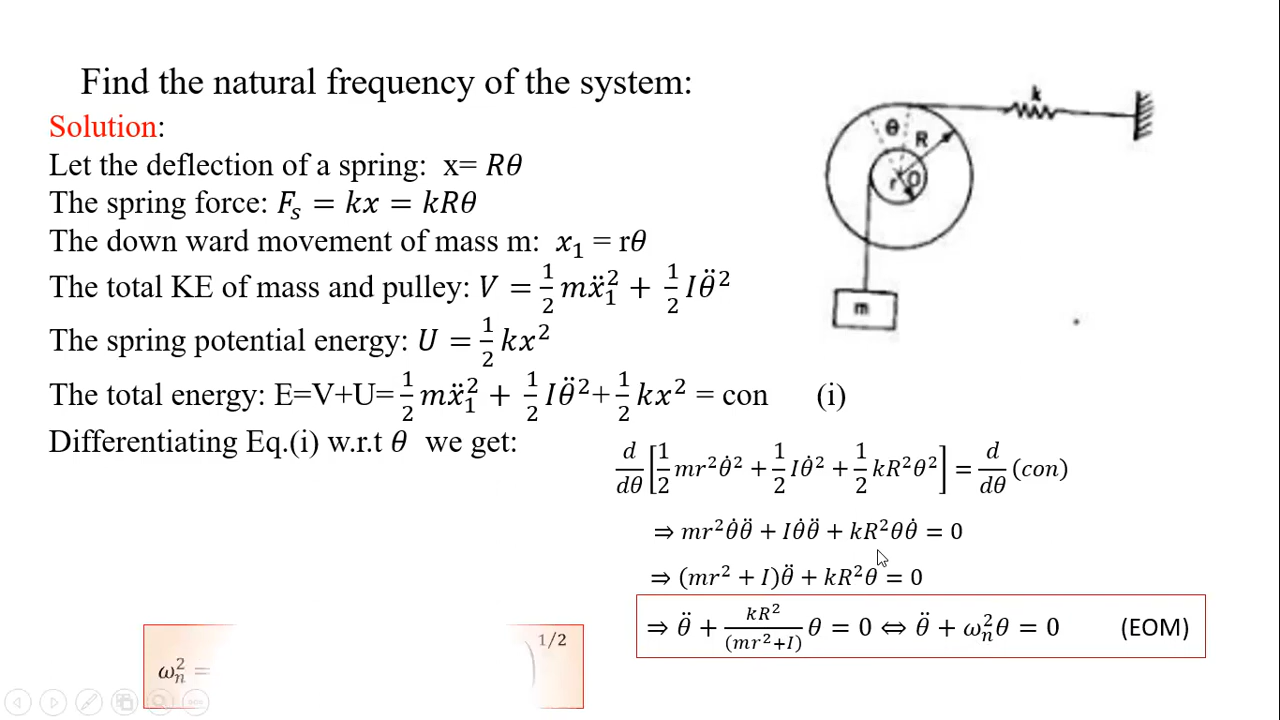 Find the natural frequency of the system:
Solution:
Let the deflection of a spring: x= Rθ
The spring force: F_s = kx = kRθ
The down ward movement of mass m: x_1 = rθ
The total KE of mass and pulley: V = 1/2 mẍ_1^2 + 1/2 Iθ̈^2
The spring potential energy: U = 1/2 kx^2
The total energy: E=V+U= 1/2 mẍ_1^2 + 1/2 Iθ̈^2+ 1/2 kx^2 = con (i)
Differentiating Eq.(i) w.r.t θ we get:
d/dθ [1/2 mr^2θ̇^2 + 1/2 Iθ̇^2 + 1/2 kR^2θ^2] = d/dθ (con)
⇒ mr^2θ̇θ̈ + Iθ̇θ̈ + kR^2θθ̇ = 0
⇒ (mr^2 + I)θ̈ + kR^2θ = 0
⇒ θ̈ + kR^2/(mr^2+I) θ = 0 ⇔ θ̈ + ω_n^2θ = 0 (EOM)
ω_n^2 = )^1/2
k
θ
R
r
O
m